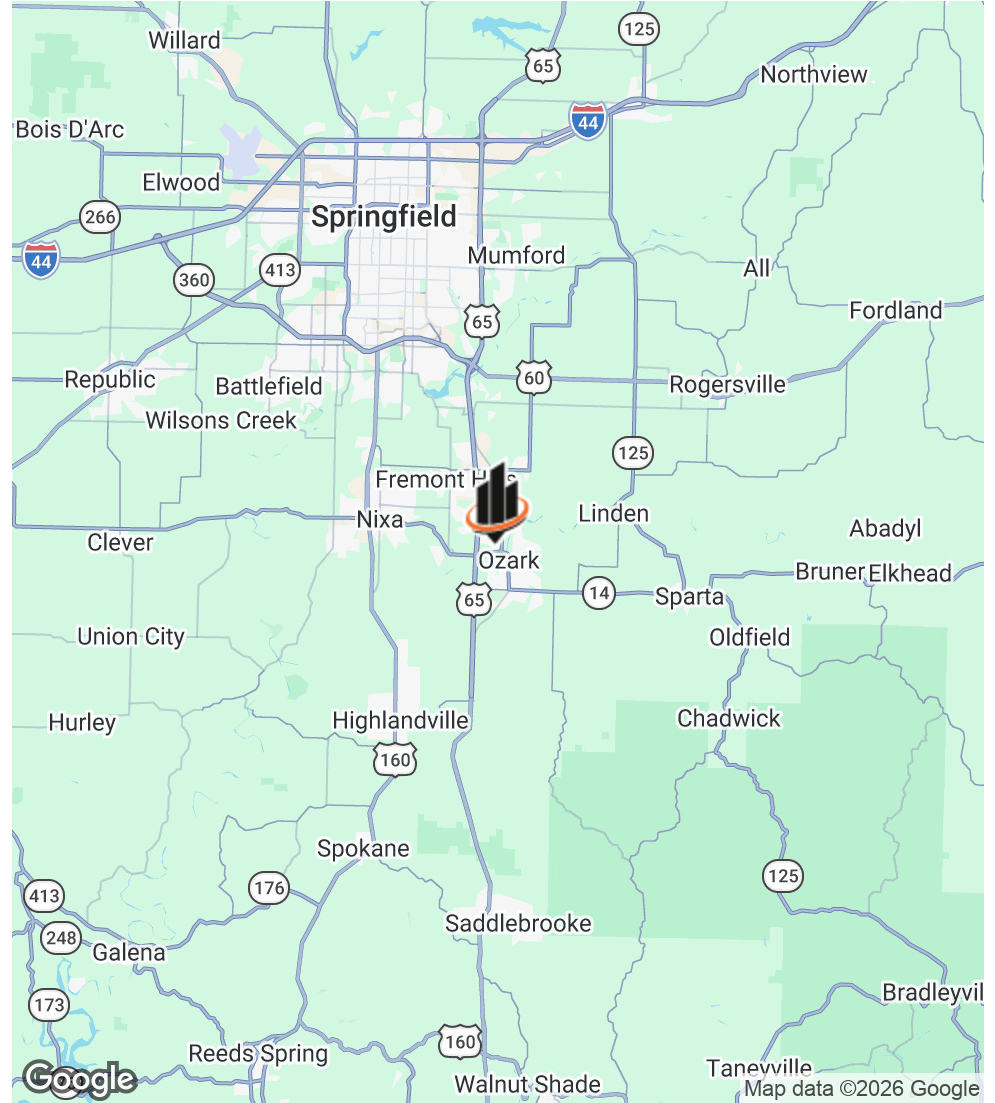 Willard
125
65
Northview
44
Bois D'Arc
Elwood
266
Springfield
44
Mumford
All
413
360
Fordland
65
Republic
Battlefield
60
Rogersville
Wilsons Creek
125
Fremont
Nixa
Linden
Abadyl
Clever
Ozark
Bruner
Elkhead
65
14
Sparta
Union City
Oldfield
Hurley
Highlandville
Chadwick
160
Spokane
125
176
413
Saddlebrooke
248
Galena
173
Bradleyvil
160
Reeds Spring
Taneyville
Walnut Shade
Google
Map data ©2026 Google